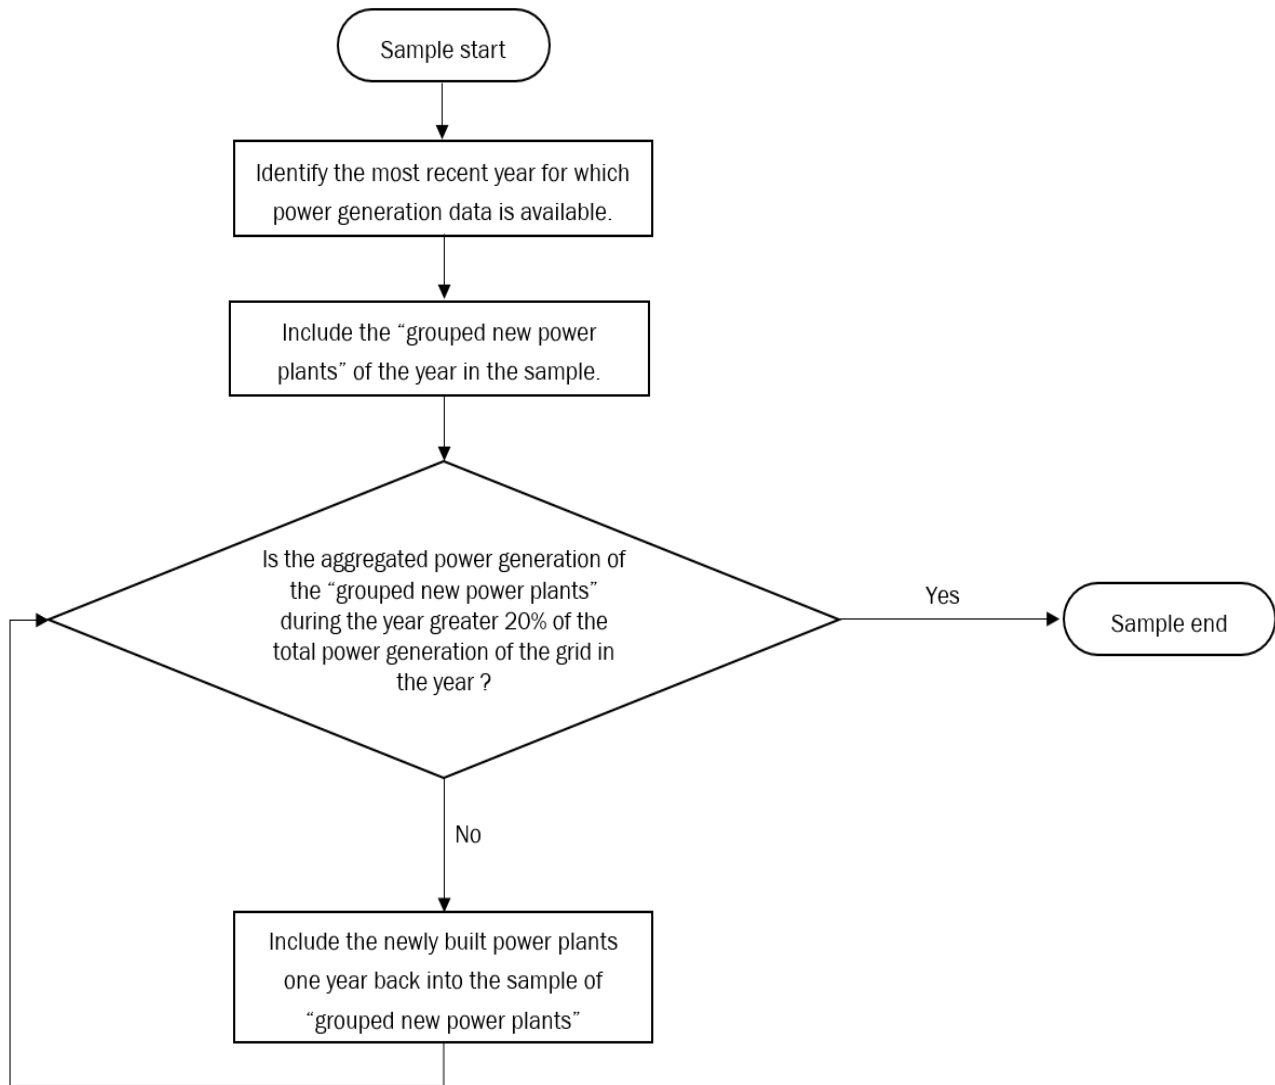 Sample start
Identify the most recent year for which
power generation data is available.
Include the “grouped new power
plants” of the year in the sample.
Is the aggregated power generation of
the “grouped new power plants”
during the year greater 20% of the
total power generation of the grid in
the year ?
Yes
Sample end
No
Include the newly built power plants
one year back into the sample of
“grouped new power plants”